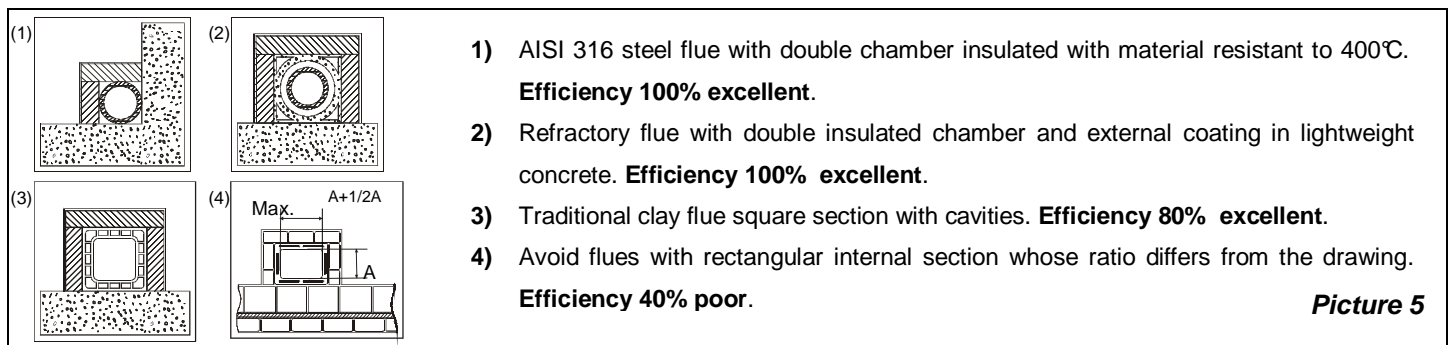 (1)
(2)
(3)
(4)
Max.
A+1/2A
A
1) AISI 316 steel flue with double chamber insulated with material resistant to 400℃.
Efficiency 100% excellent.
2) Refractory flue with double insulated chamber and external coating in lightweight
concrete. Efficiency 100% excellent.
3) Traditional clay flue square section with cavities. Efficiency 80% excellent.
4) Avoid flues with rectangular internal section whose ratio differs from the drawing.
Efficiency 40% poor.
Picture 5